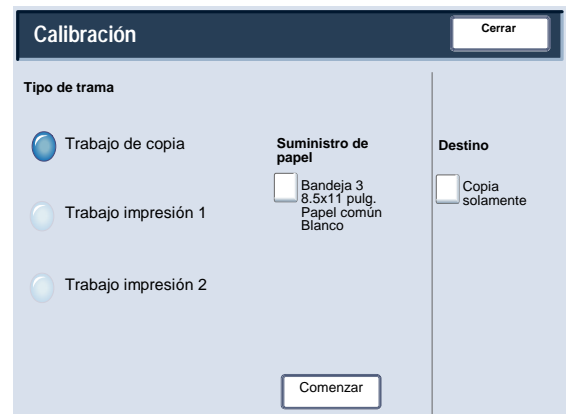 Calibración
Cerrar
Tipo de trama
Trabajo de copia
Trabajo impresión 1
Trabajo impresión 2
Suministro de
papel
Bandeja 3
8.5x11 pulg.
Papel común
Blanco
Comenzar
Destino
Copia
solamente